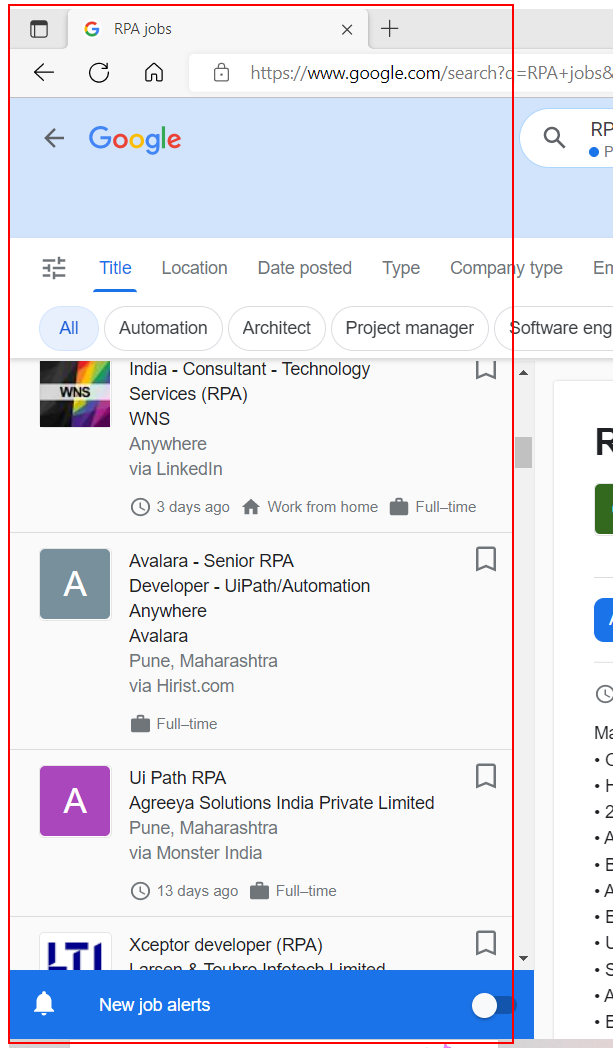 RPA jobs
https://www.google.com/search?q=RPA+jobs&
Google
RP
P
Title Location Date posted Type Company type Em
All Automation Architect Project manager Software eng
India - Consultant - Technology
Services (RPA)
WNS
WNS
Anywhere
via LinkedIn
3 days ago Work from home Full–time
A
Avalara - Senior RPA
Developer - UiPath/Automation
Anywhere
Avalara
Pune, Maharashtra
via Hirist.com
Full–time
A
Ui Path RPA
Agreeya Solutions India Private Limited
Pune, Maharashtra
via Monster India
13 days ago Full–time
LTI
Xceptor developer (RPA)
Larsen & Toubro Infotech Limited
New job alerts
R
Ma
• H
• 2
• A
• E
• A
• E
• U
• S
• A
• E